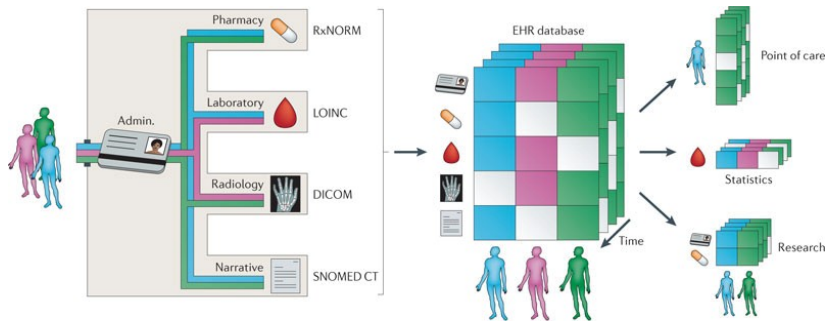 Pharmacy
RxNORM
Admin.
Laboratory
LOINC
Radiology
DICOM
Narrative
SNOMED CT
EHR database
Time
Point of care
Statistics
Research